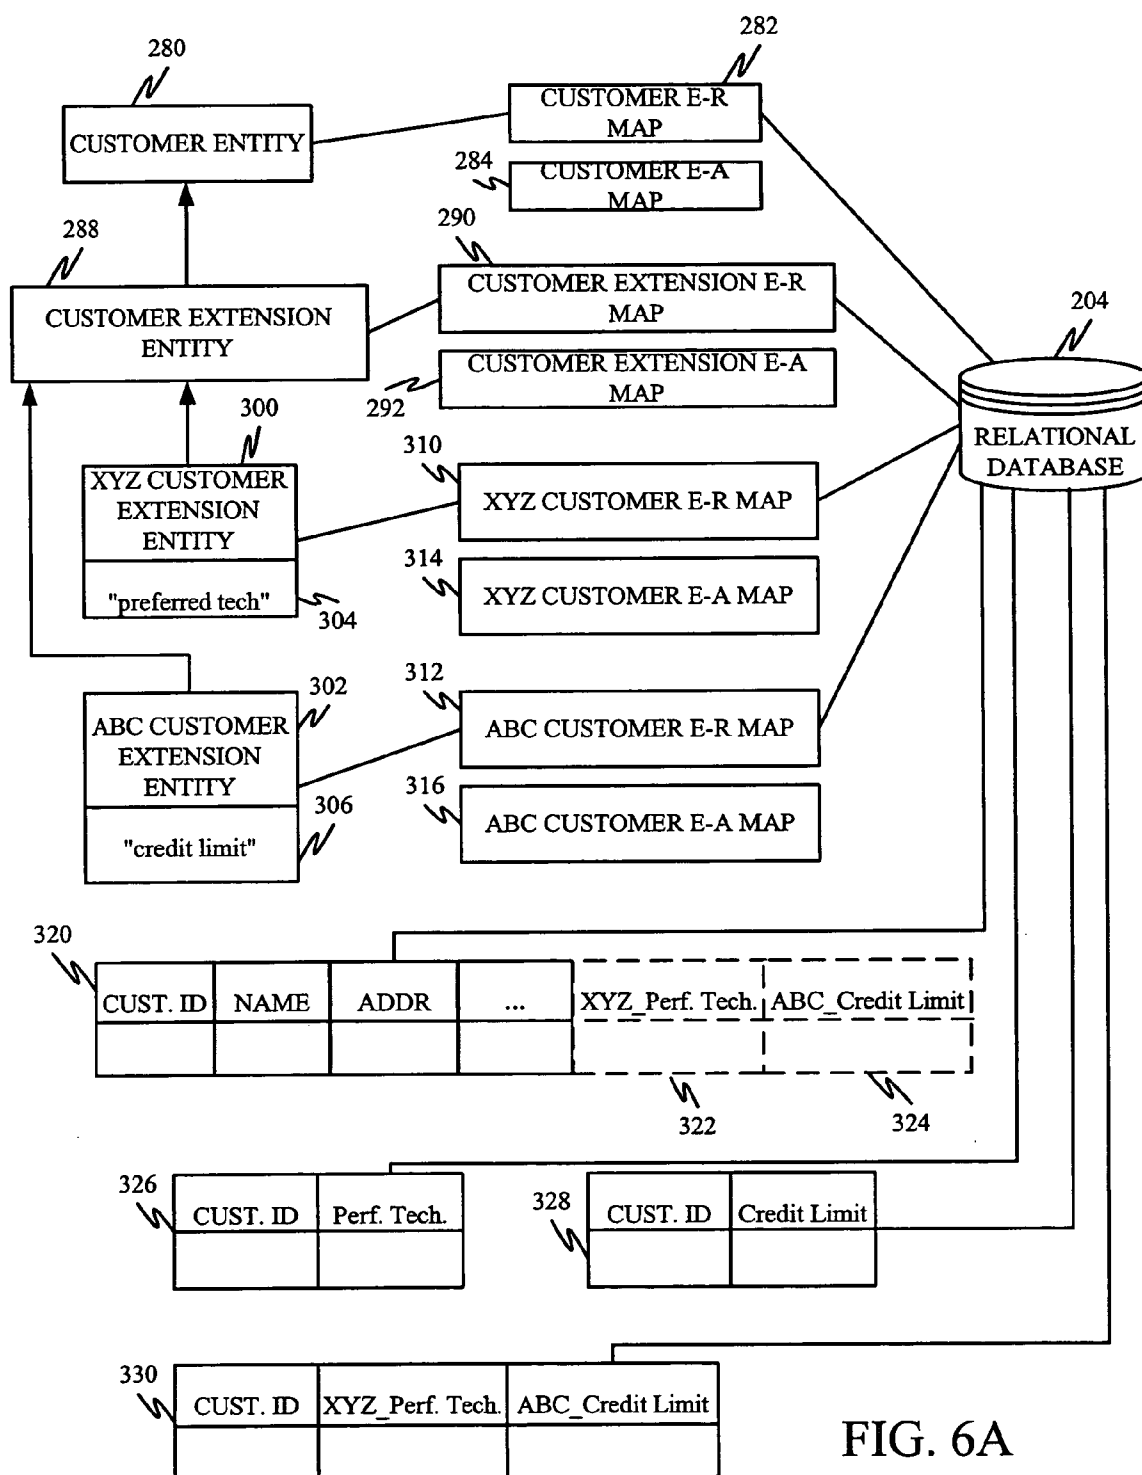 280
282
CUSTOMER ENTITY
CUSTOMER E-R
MAP
284
CUSTOMER E-A
MAP
288
290
CUSTOMER EXTENSION
ENTITY
CUSTOMER EXTENSION E-R
MAP
204
292
CUSTOMER EXTENSION E-A
MAP
RELATIONAL
DATABASE
300
XYZ CUSTOMER
EXTENSION
ENTITY
"preferred tech"
304
310
XYZ CUSTOMER E-R MAP
314
XYZ CUSTOMER E-A MAP
302
ABC CUSTOMER
EXTENSION
ENTITY
306
"credit limit"
312
ABC CUSTOMER E-R MAP
316
ABC CUSTOMER E-A MAP
320
CUST. ID NAME ADDR ... XYZ_Perf. Tech. ABC_Credit Limit
322
324
326
CUST. ID Perf. Tech.
328
CUST. ID Credit Limit
330
CUST. ID XYZ_Perf. Tech. ABC_Credit Limit
FIG. 6A